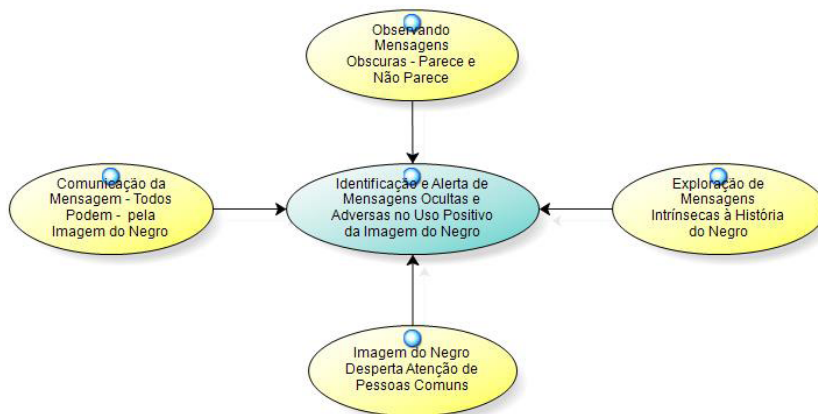 Observando
Mensagens
Obscuras - Parece e
Não Parece
Comunicação da
Mensagem - Todos
Podem - pela
Imagem do Negro
Identificação e Alerta de
Mensagens Ocultas e
Adversas no Uso Positivo
da Imagem do Negro
Exploração de
Mensagens
Intrínsecas à História
do Negro
Imagem do Negro
Desperta Atenção de
Pessoas Comuns